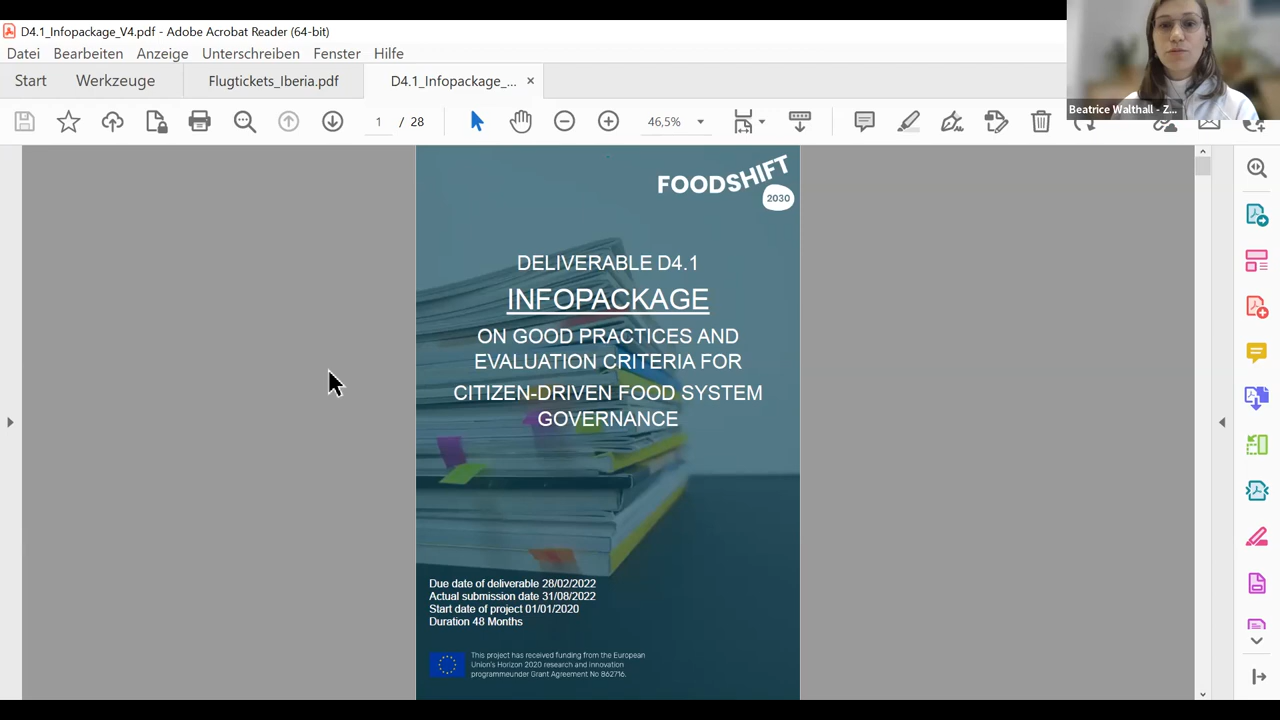 D4.1_Infopackage_V4.pdf - Adobe Acrobat Reader (64-bit)
Datei Bearbeiten Anzeige Unterschreiben Fenster Hilfe
Start Werkzeuge Flugtickets_Iberia.pdf D4.1_Infopackage_... ×
1 / 28 46,5%
Beatrice Walthall - Z...
FOODSHIFT
2030
DELIVERABLE D4.1
INFOPACKAGE
ON GOOD PRACTICES AND
EVALUATION CRITERIA FOR
CITIZEN-DRIVEN FOOD SYSTEM
GOVERNANCE
Due date of deliverable 28/02/2022
Actual submission date 31/08/2022
Start date of project 01/01/2020
Duration 48 Months
This project has received funding from the European
Union's Horizon 2020 research and innovation
programmeunder Grant Agreement No 862716.